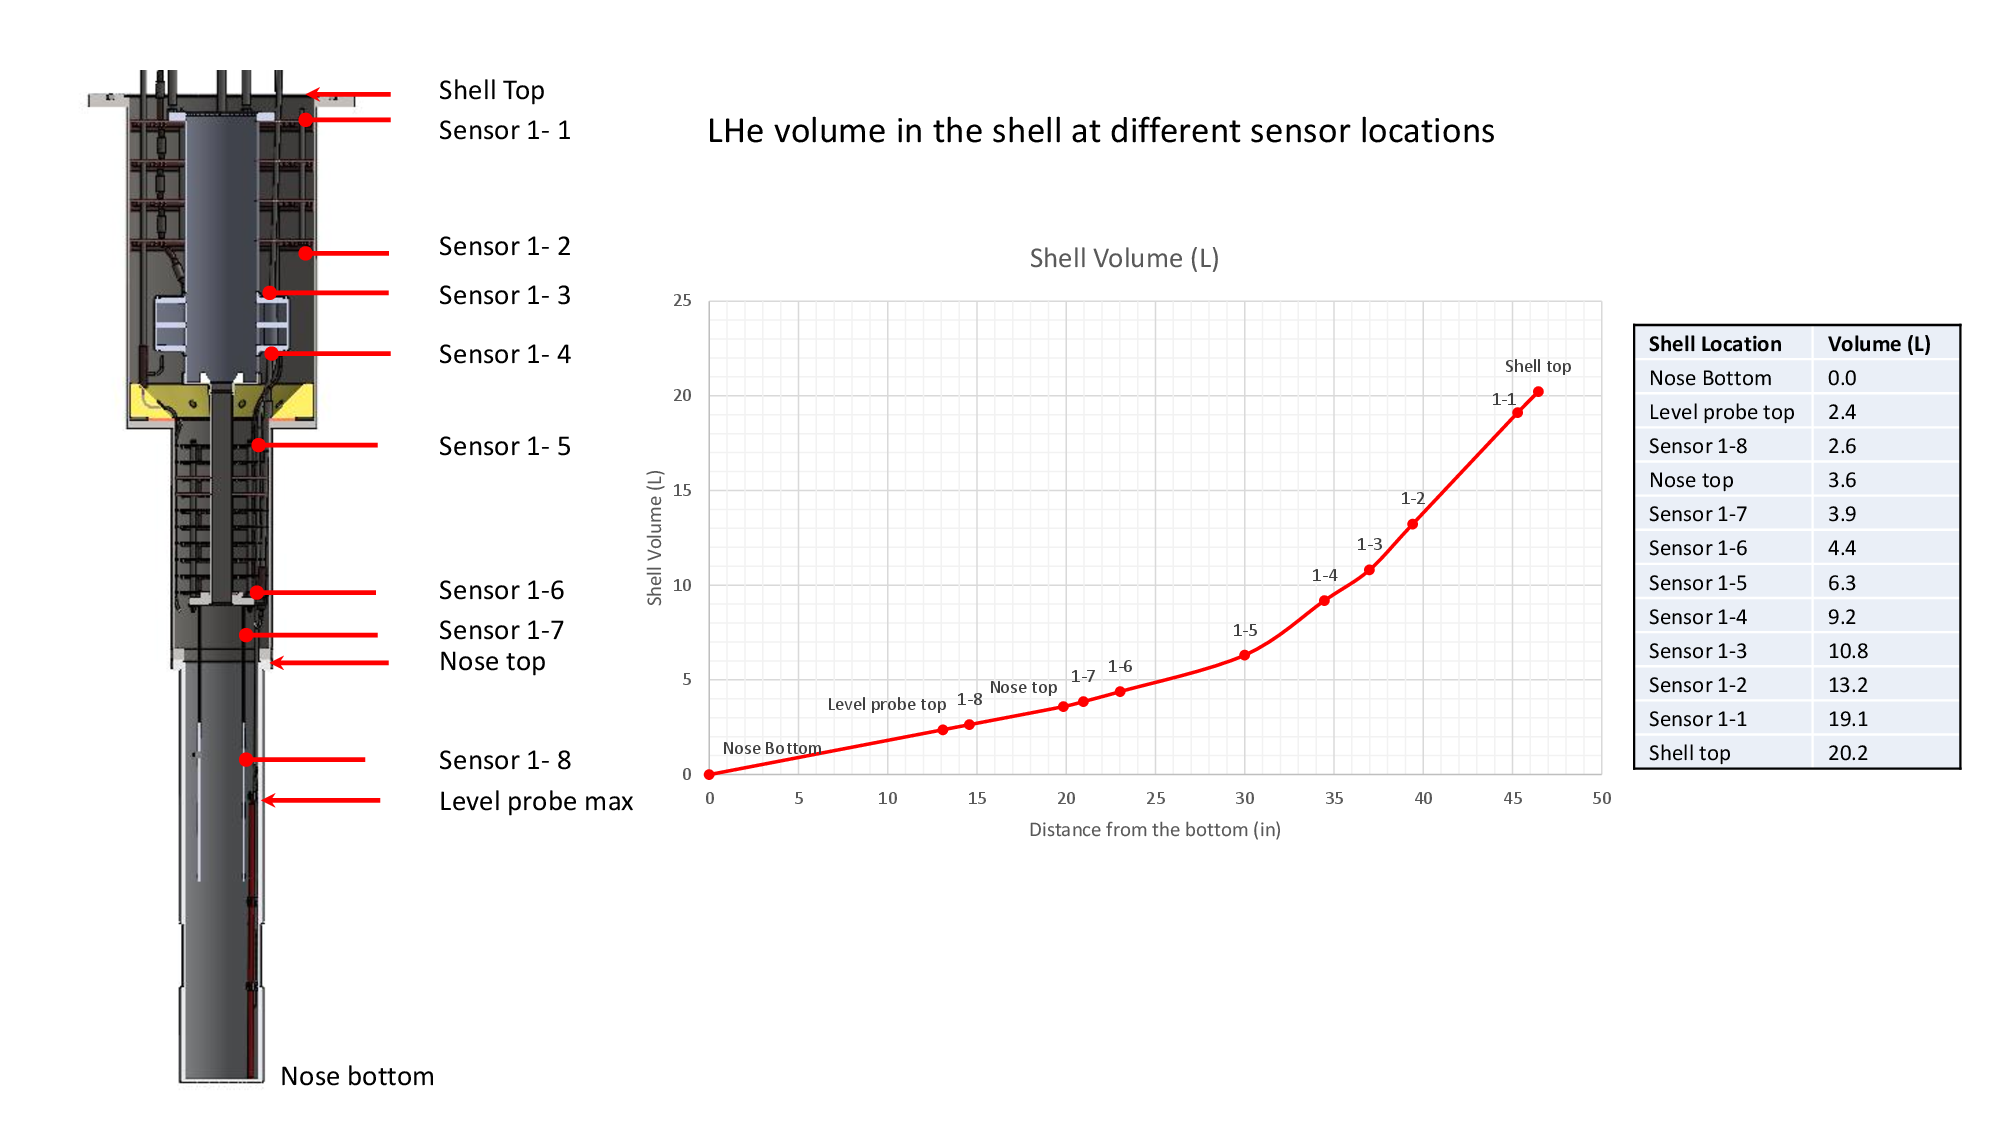 Shell Top
Sensor 1- 1
LHe volume in the shell at different sensor locations
Sensor 1- 2
Sensor 1- 3
Sensor 1- 4
Sensor 1- 5
Sensor 1-6
Sensor 1-7
Nose top
Sensor 1- 8
Level probe max
Nose bottom
Shell Volume (L)
25
20
15
10
5
0
Shell Volume (L)
Shell top
1-1
1-2
1-3
1-4
1-5
1-6
1-7
Nose top
1-8
Level probe top
Nose Bottom
0 5 10 15 20 25 30 35 40 45 50
Distance from the bottom (in)
Shell Location Volume (L)
Nose Bottom 0.0
Level probe top 2.4
Sensor 1-8 2.6
Nose top 3.6
Sensor 1-7 3.9
Sensor 1-6 4.4
Sensor 1-5 6.3
Sensor 1-4 9.2
Sensor 1-3 10.8
Sensor 1-2 13.2
Sensor 1-1 19.1
Shell top 20.2